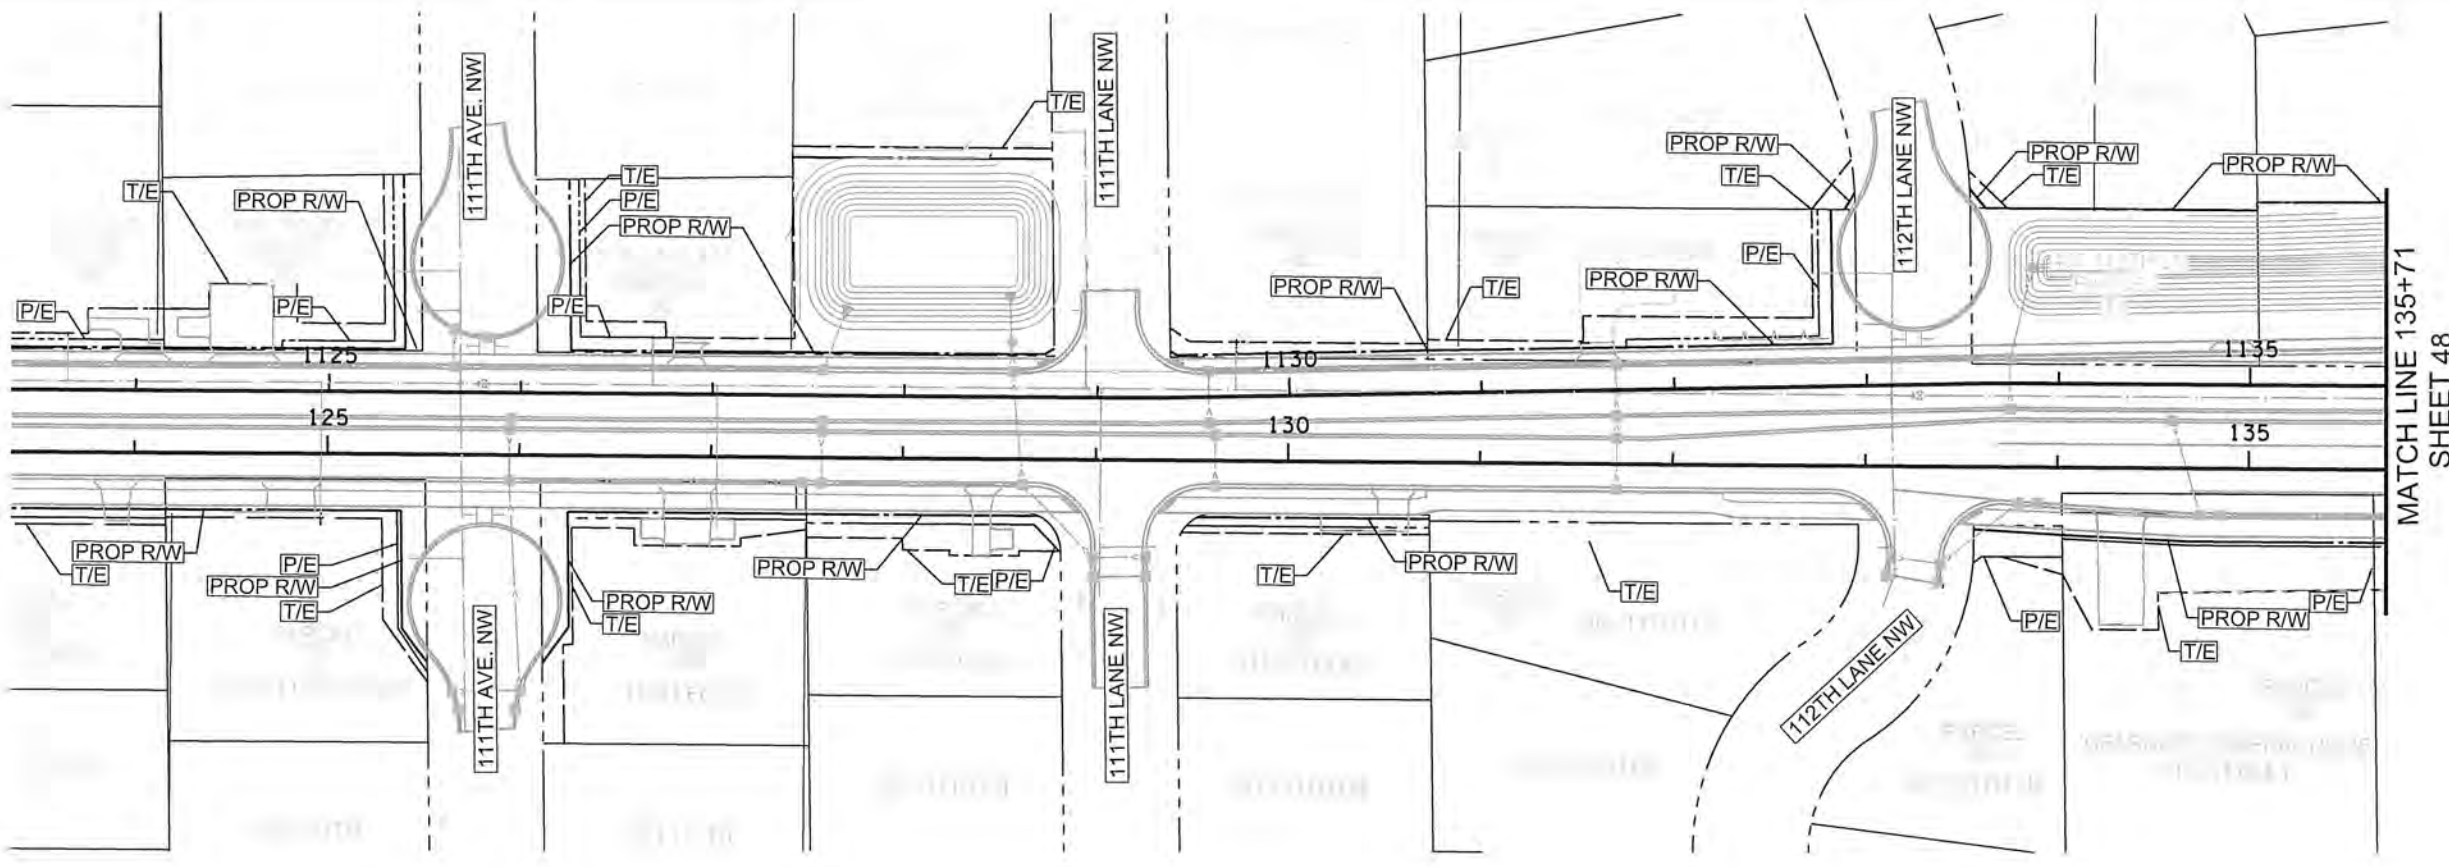 111TH AVE. NW
111TH LANE NW
112TH LANE NW
T/E
PROP R/W
T/E
PROP R/W
T/E
PROP R/W
T/E
PROP R/W
T/E
P/E
PROP R/W
P/E
P/E
P/E
P/E
PROP R/W
T/E
PROP R/W
1125
1130
1135
125
130
135
MATCH LINE 135+71
SHEET 48
PROP R/W
T/E
P/E
PROP R/W
T/E
PROP R/W
T/E
PROP R/W
T/E
P/E
T/E
PROP R/W
T/E
P/E
PROP R/W
P/E
T/E
111TH AVE. NW
111TH LANE NW
112TH LANE NW